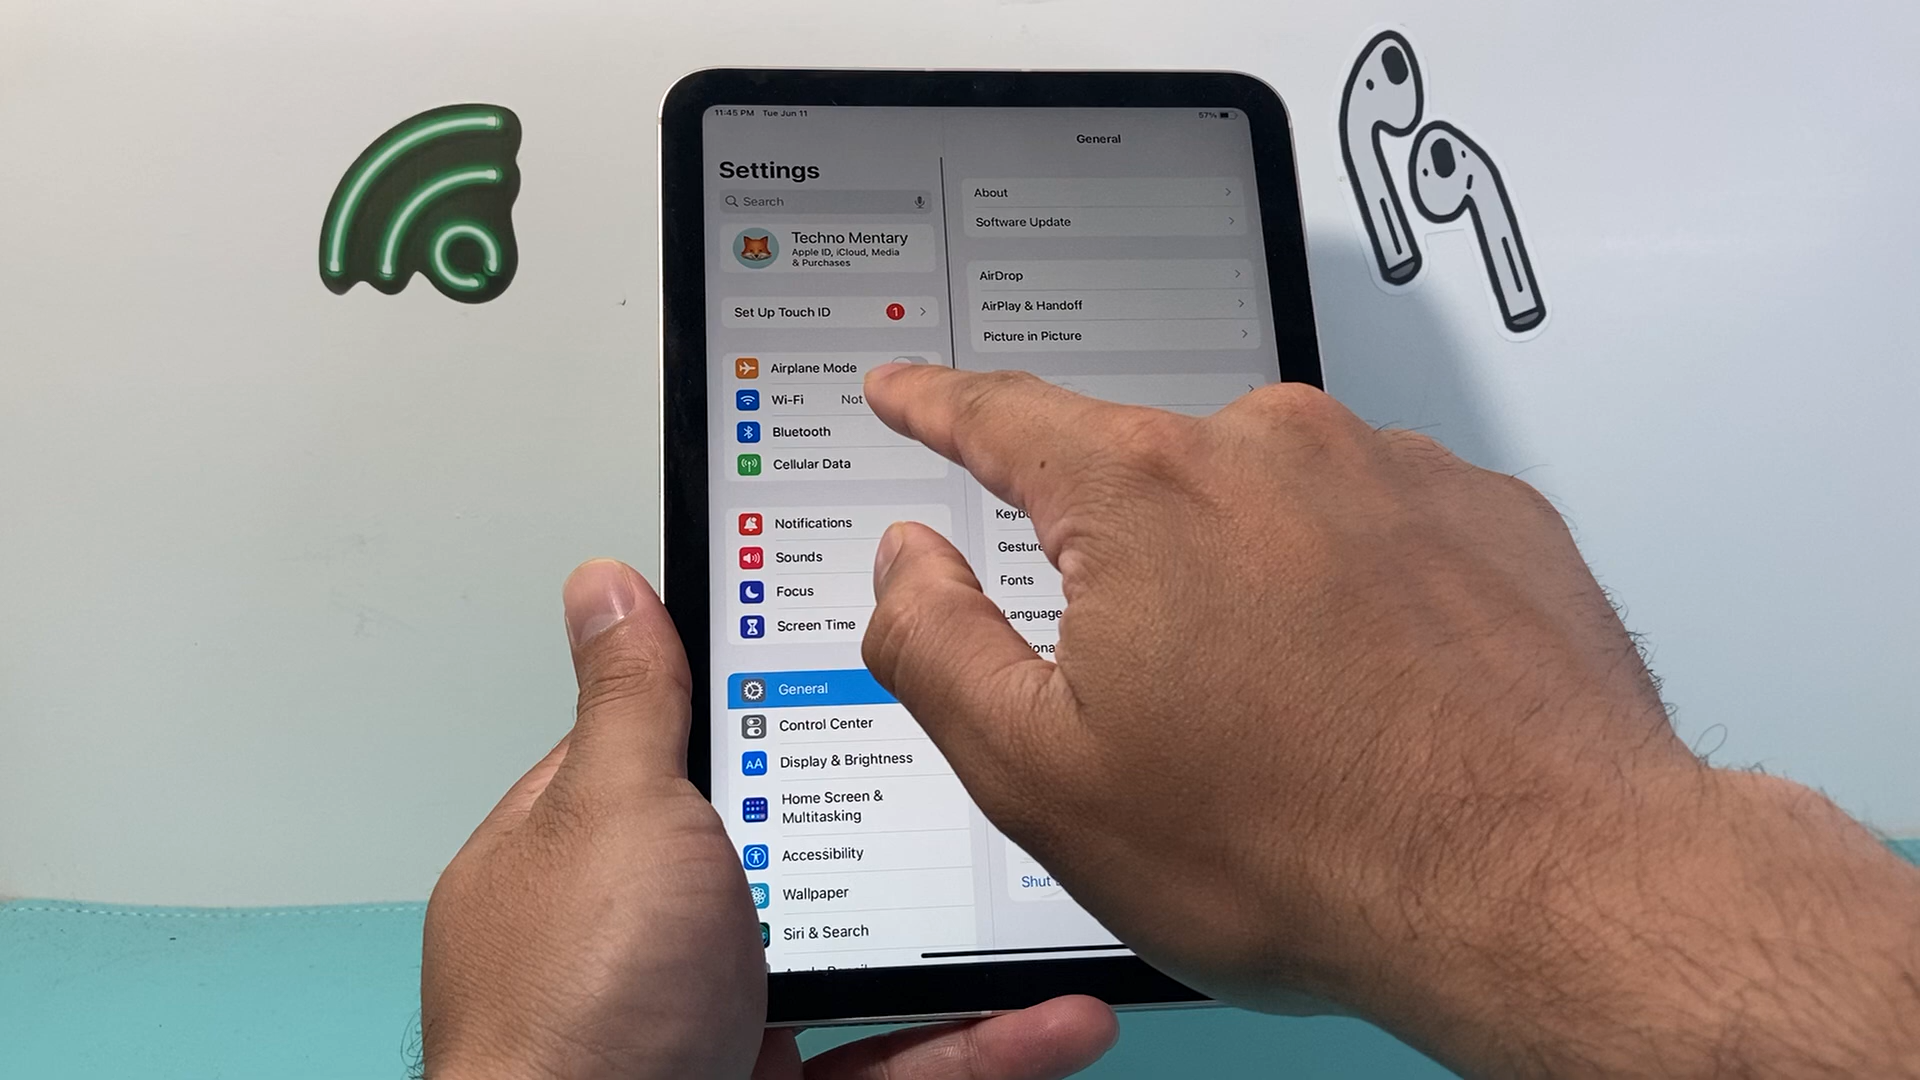 11:45 PM Tue Jun 11
57%
Settings
Search
Techno Mentary
Apple ID, iCloud, Media
& Purchases
Set Up Touch ID
1
Airplane Mode
Wi-Fi
Not
Bluetooth
Cellular Data
Notifications
Sounds
Focus
Screen Time
General
Control Center
AA
Display & Brightness
Home Screen &
Multitasking
Accessibility
Wallpaper
Siri & Search
General
About
Software Update
AirDrop
AirPlay & Handoff
Picture in Picture
Fonts
Language
Shut